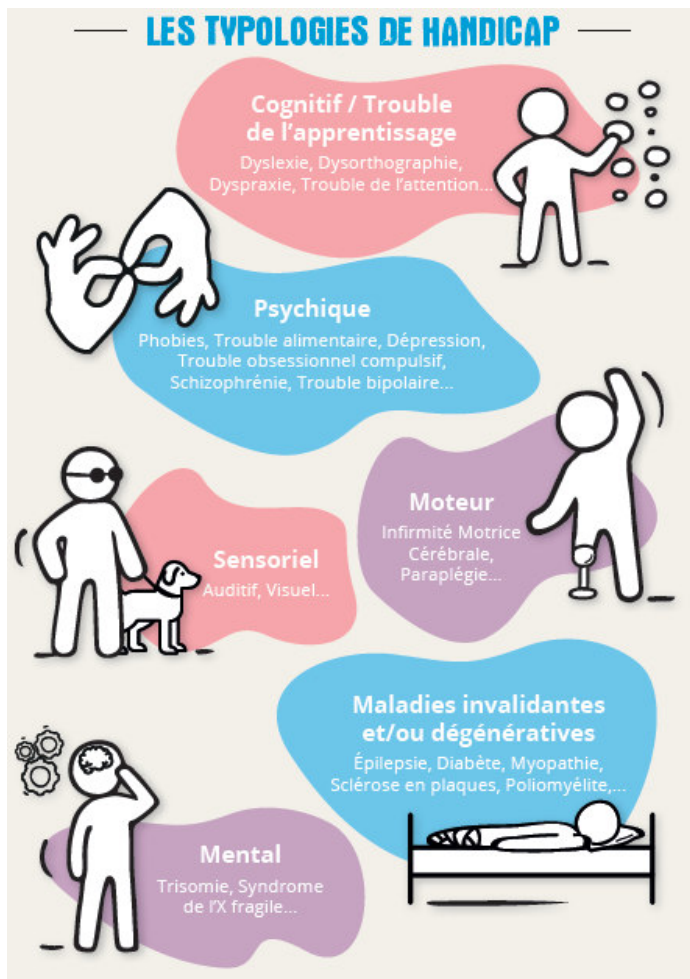 LES TYPOLOGIES DE HANDICAP
Cognitif / Trouble
de l'apprentissage
Dyslexie, Dysorthographie,
Dyspraxie, Trouble de l'attention...
Psychique
Phobies, Trouble alimentaire, Dépression,
Trouble obsessionnel compulsif,
Schizophrénie, Trouble bipolaire...
Moteur
Infirmité Motrice
Cérébrale,
Paraplégie...
Sensoriel
Auditif, Visuel...
Maladies invalidantes
et/ou dégénératives
Épilepsie, Diabète, Myopathie,
Sclérose en plaques, Poliomyélite,...
Mental
Trisomie, Syndrome
de l'X fragile...